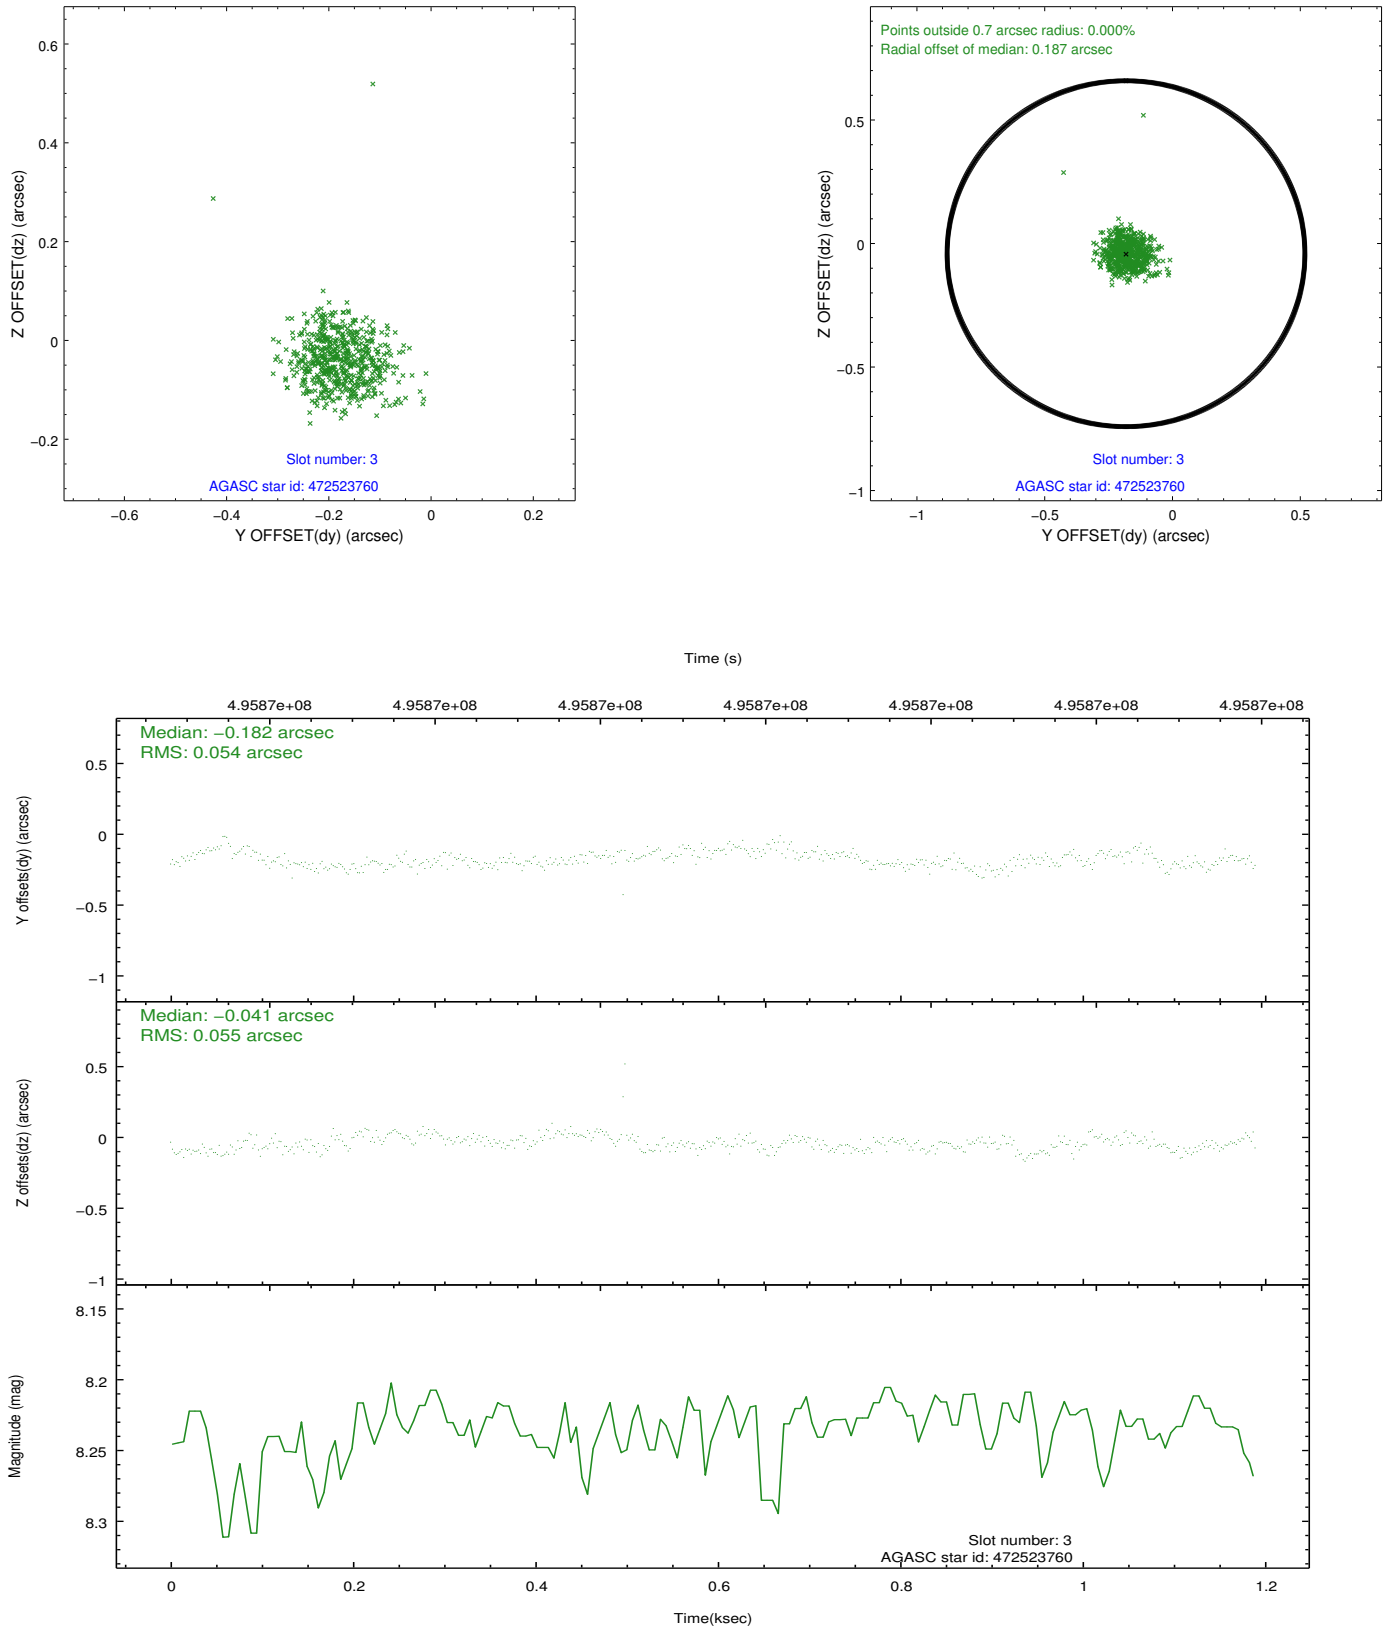 0.6
0.4
0.2
0
−0.2
Z OFFSET(dz) (arcsec)
Slot number: 3
AGASC star id: 472523760
−0.6
−0.4
−0.2
0
0.2
Y OFFSET(dy) (arcsec)
Points outside 0.7 arcsec radius: 0.000%
Radial offset of median: 0.187 arcsec
0.5
0
−0.5
−1
Z OFFSET(dz) (arcsec)
Slot number: 3
AGASC star id: 472523760
−1
−0.5
0
0.5
Y OFFSET(dy) (arcsec)
Time (s)
4.9587e+08
4.9587e+08
4.9587e+08
4.9587e+08
4.9587e+08
4.9587e+08
4.9587e+08
Median: −0.182 arcsec
RMS: 0.054 arcsec
0.5
0
−0.5
−1
Y offsets(dy) (arcsec)
Median: −0.041 arcsec
RMS: 0.055 arcsec
0.5
0
−0.5
−1
Z offsets(dz) (arcsec)
8.15
8.2
8.25
8.3
Magnitude (mag)
Slot number: 3
AGASC star id: 472523760
0
0.2
0.4
0.6
0.8
1
1.2
Time(ksec)